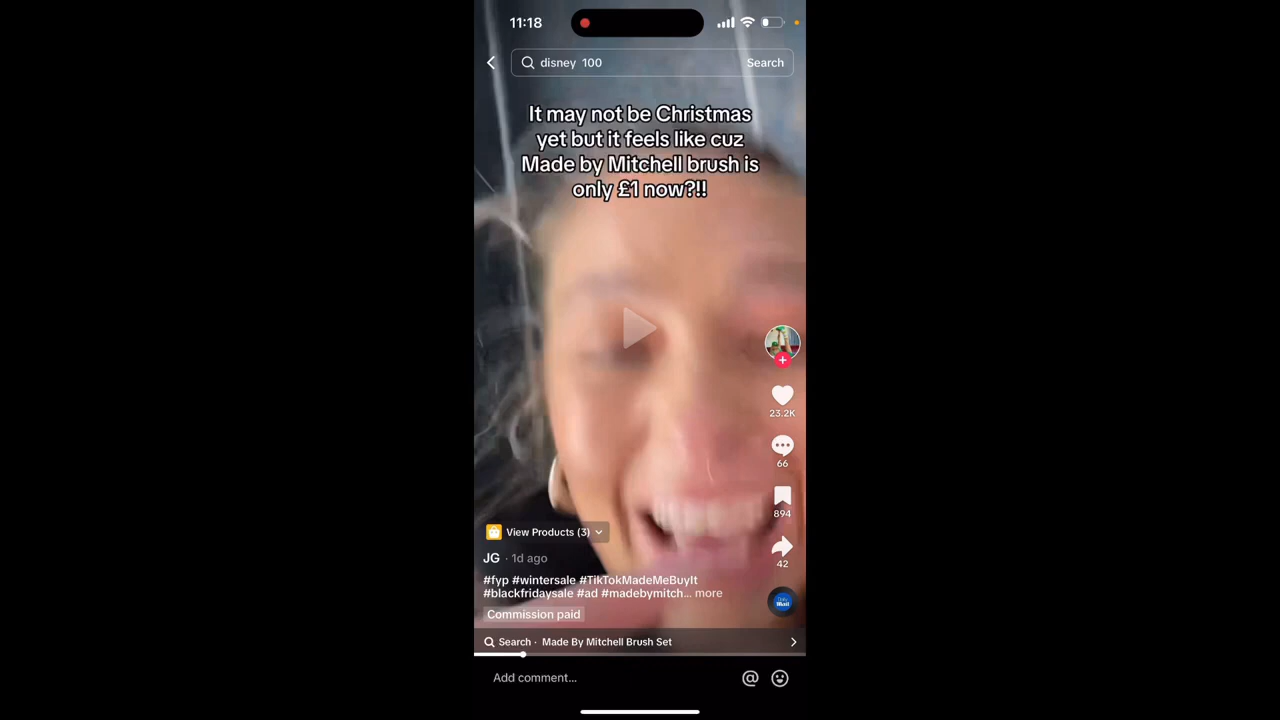 11:18
disney 100
Search
It may not be Christmas
yet but it feels like cuz
Made by Mitchell brush is
only £1 now?!!
23.2K
66
894
42
View Products (3)
JG · 1d ago
#fyp #wintersale #TikTokMadeMeBuyIt
#blackfridaysale #ad #madebymitch... more
Commission paid
Mail
Search · Made By Mitchell Brush Set
Add comment...
@